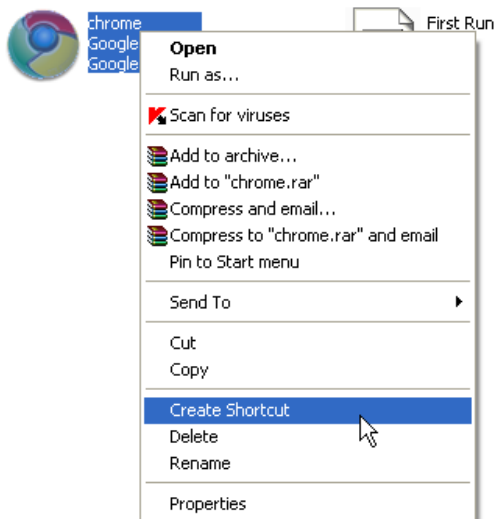 chrome
Google
Google
First Run
Open
Run as...
Scan for viruses
Add to archive...
Add to "chrome.rar"
Compress and email...
Compress to "chrome.rar" and email
Pin to Start menu
Send To
Cut
Copy
Create Shortcut
Delete
Rename
Properties